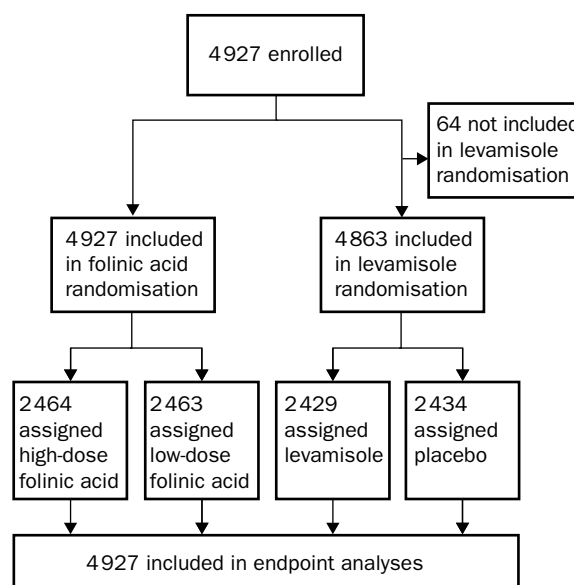 4927 enrolled
64 not included
in levamisole
randomisation
4927 included
in folinic acid
randomisation
4863 included
in levamisole
randomisation
2464
assigned
high-dose
folinic acid
2463
assigned
low-dose
folinic acid
2429
assigned
levamisole
2434
assigned
placebo
4927 included in endpoint analyses